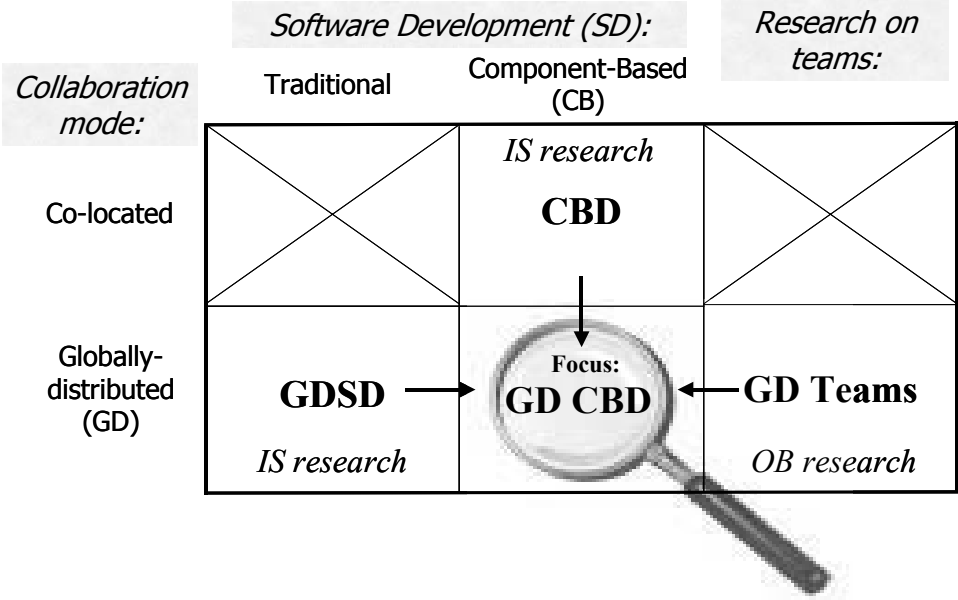 Software Development (SD):
Research on
teams:
Collaboration
mode:
Traditional
Component-Based
(CB)
Co-located
IS research
CBD
Globally-
distributed
(GD)
GDSD
IS research
Focus:
GD CBD
GD Teams
OB research